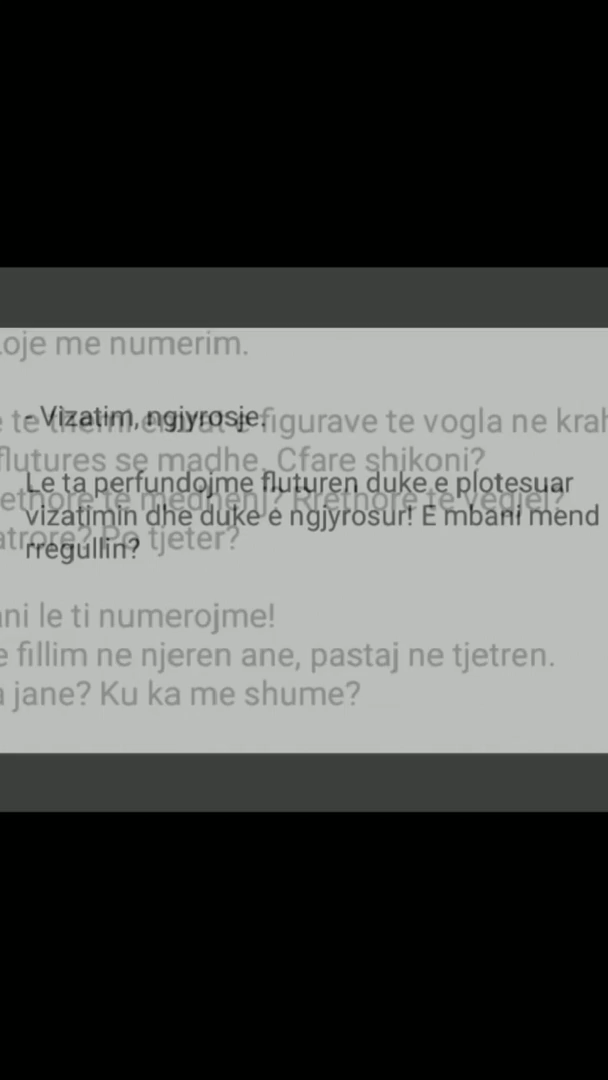 oje me numerim.
- Vizatim, ngjyrosje.
te figurave te vogla ne krah
flutures se madhe. Cfare shikoni?
Le ta perfundojme fluturen duke e plotesuar
vizatimin dhe duke e ngjyrosur! E mbani mend
rregullin?
tjeter?
ani le ti numerojme!
e fillim ne njeren ane, pastaj ne tjetren.
a jane? Ku ka me shume?